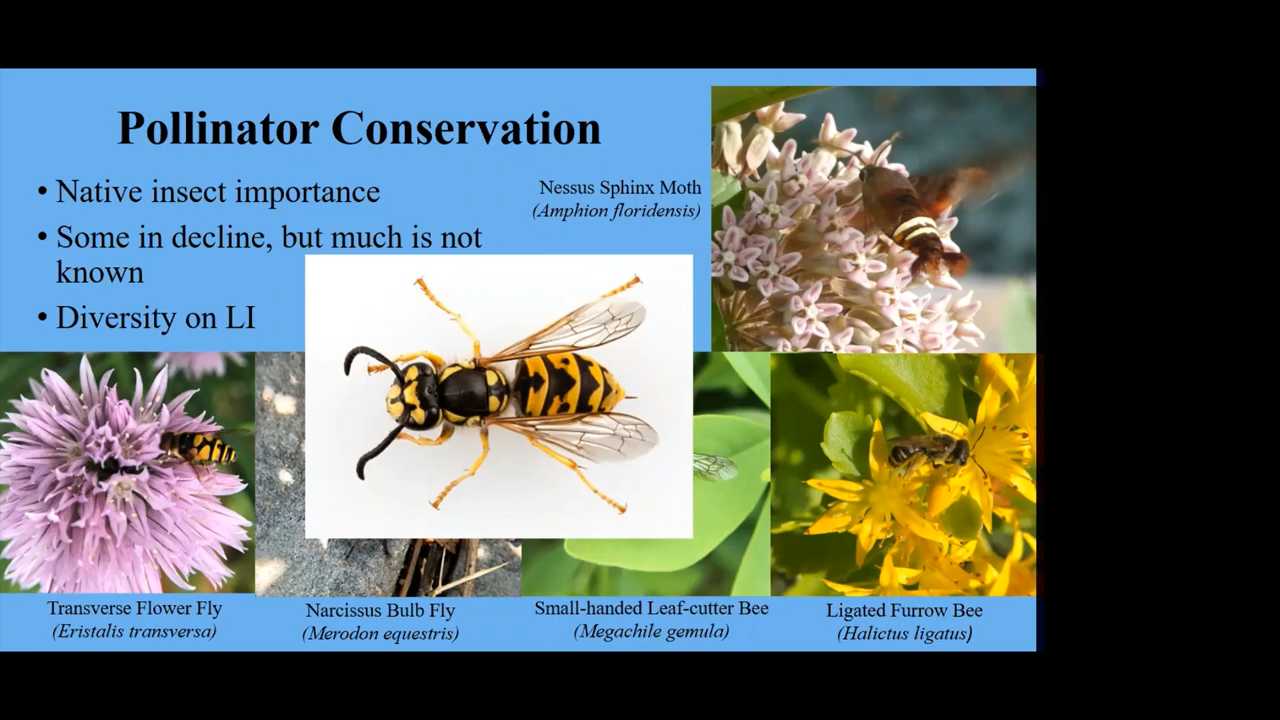 Pollinator Conservation
• Native insect importance
• Some in decline, but much is not
known
• Diversity on LI
Nessus Sphinx Moth
(Amphion floridensis)
Transverse Flower Fly
(Eristalis transversa)
Narcissus Bulb Fly
(Merodon equestris)
Small-handed Leaf-cutter Bee
(Megachile gemula)
Ligated Furrow Bee
(Halictus ligatus)